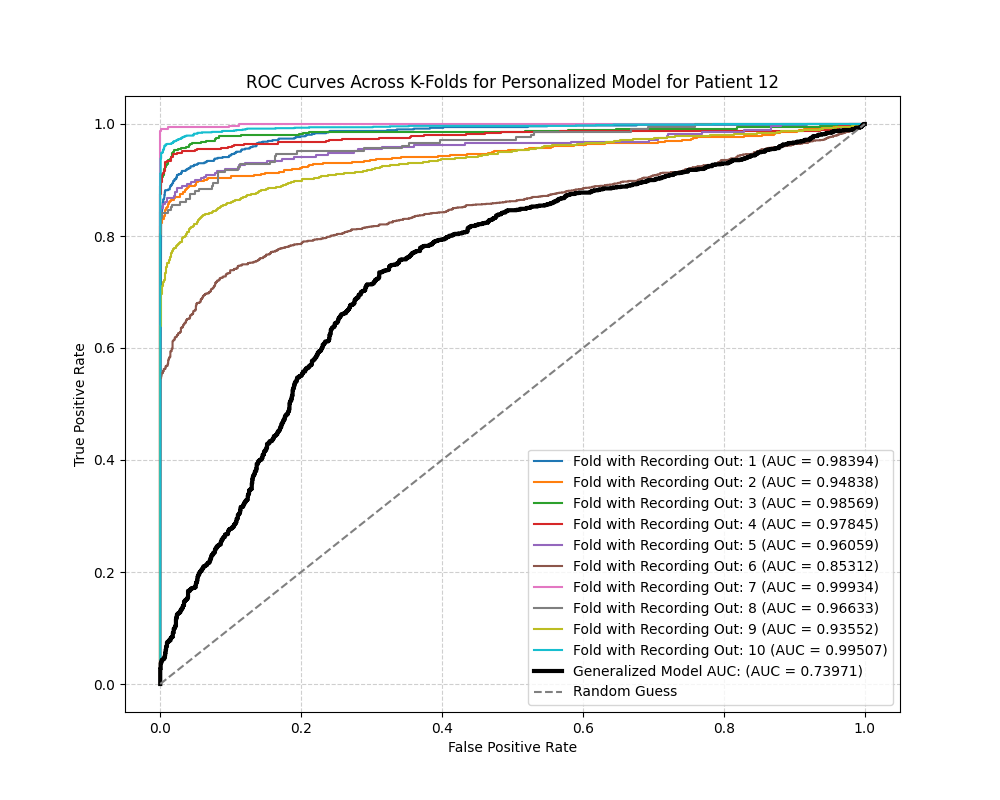 ROC Curves Across K-Folds for Personalized Model for Patient 12
True Positive Rate
1.0
0.8
0.6
0.4
0.2
0.0
Fold with Recording Out: 1 (AUC = 0.98394)
Fold with Recording Out: 2 (AUC = 0.94838)
Fold with Recording Out: 3 (AUC = 0.98569)
Fold with Recording Out: 4 (AUC = 0.97845)
Fold with Recording Out: 5 (AUC = 0.96059)
Fold with Recording Out: 6 (AUC = 0.85312)
Fold with Recording Out: 7 (AUC = 0.99934)
Fold with Recording Out: 8 (AUC = 0.96633)
Fold with Recording Out: 9 (AUC = 0.93552)
Fold with Recording Out: 10 (AUC = 0.99507)
Generalized Model AUC: (AUC = 0.73971)
Random Guess
0.0 0.2 0.4 0.6 0.8 1.0
False Positive Rate